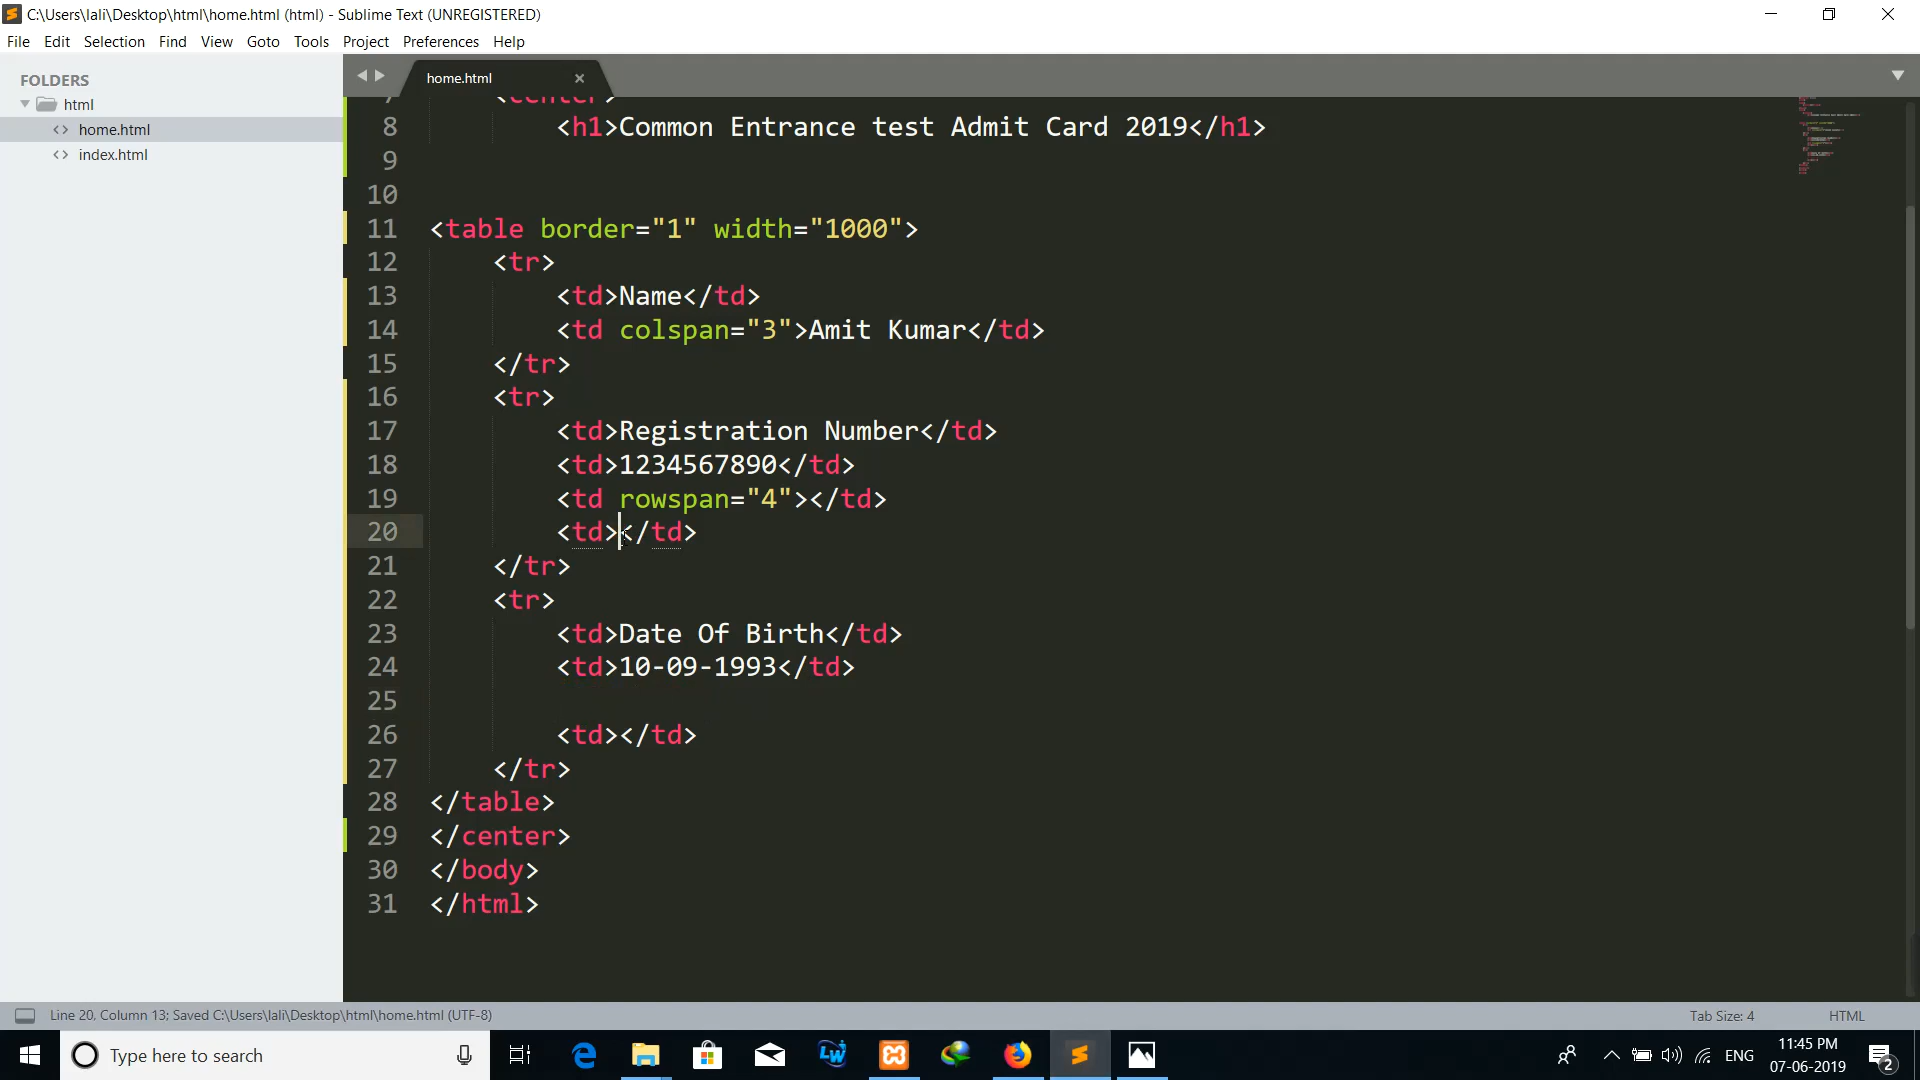 C:\Users\lali\Desktop\html\home.html (html) - Sublime Text (UNREGISTERED)
File Edit Selection Find View Goto Tools Project Preferences Help
FOLDERS
html
home.html
index.html
home.html
7 <center>
8 <h1>Common Entrance test Admit Card 2019</h1>
9
10
11 <table border="1" width="1000">
12 <tr>
13 <td>Name</td>
14 <td colspan="3">Amit Kumar</td>
15 </tr>
16 <tr>
17 <td>Registration Number</td>
18 <td>1234567890</td>
19 <td rowspan="4"></td>
20 <td></td>
21 </tr>
22 <tr>
23 <td>Date Of Birth</td>
24 <td>10-09-1993</td>
25
26 <td></td>
27 </tr>
28 </table>
29 </center>
30 </body>
31 </html>
Line 20, Column 13; Saved C:\Users\lali\Desktop\html\home.html (UTF-8)
Tab Size: 4
HTML
Type here to search
LW
ENG
11:45 PM
07-06-2019
2